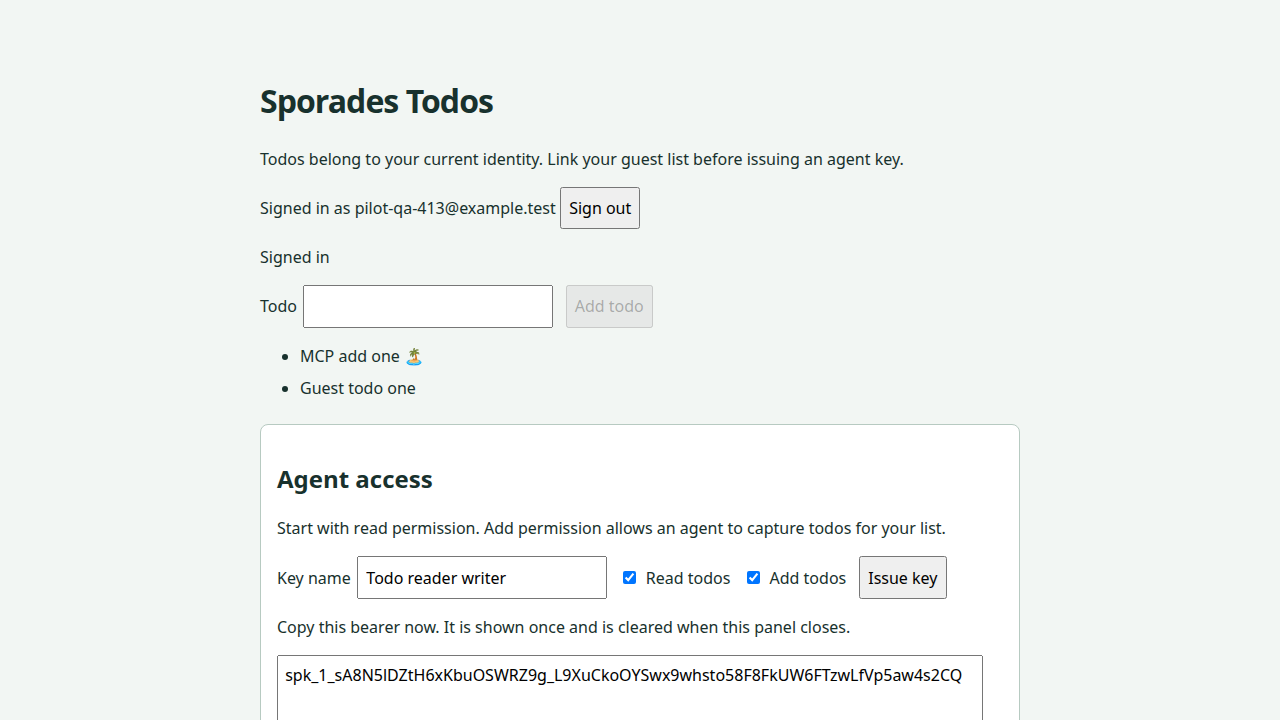 Sporades Todos
Todos belong to your current identity. Link your guest list before issuing an agent key.
Signed in as pilot-qa-413@example.test Sign out
Signed in
Todo Add todo
MCP add one 🏝️
Guest todo one
Agent access
Start with read permission. Add permission allows an agent to capture todos for your list.
Key name Todo reader writer Read todos Add todos Issue key
Copy this bearer now. It is shown once and is cleared when this panel closes.
spk_1_sA8N5lDZtH6xKbuOSWRZ9g_L9XuCkoOYSwx9whsto58F8FkUW6FTzwLfVp5aw4s2CQ